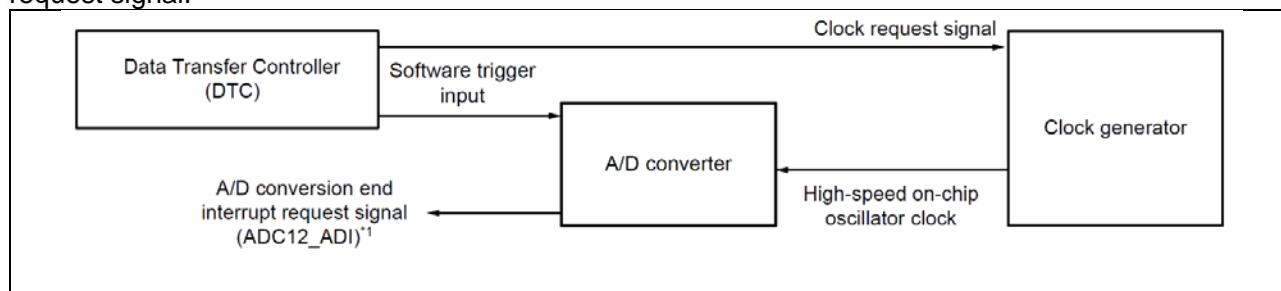 request signal.
Clock request signal
Data Transfer Controller
(DTC)
Software trigger
input
Clock generator
A/D converter
A/D conversion end
interrupt request signal
(ADC12_ADI)*1
High-speed on-chip
oscillator clock